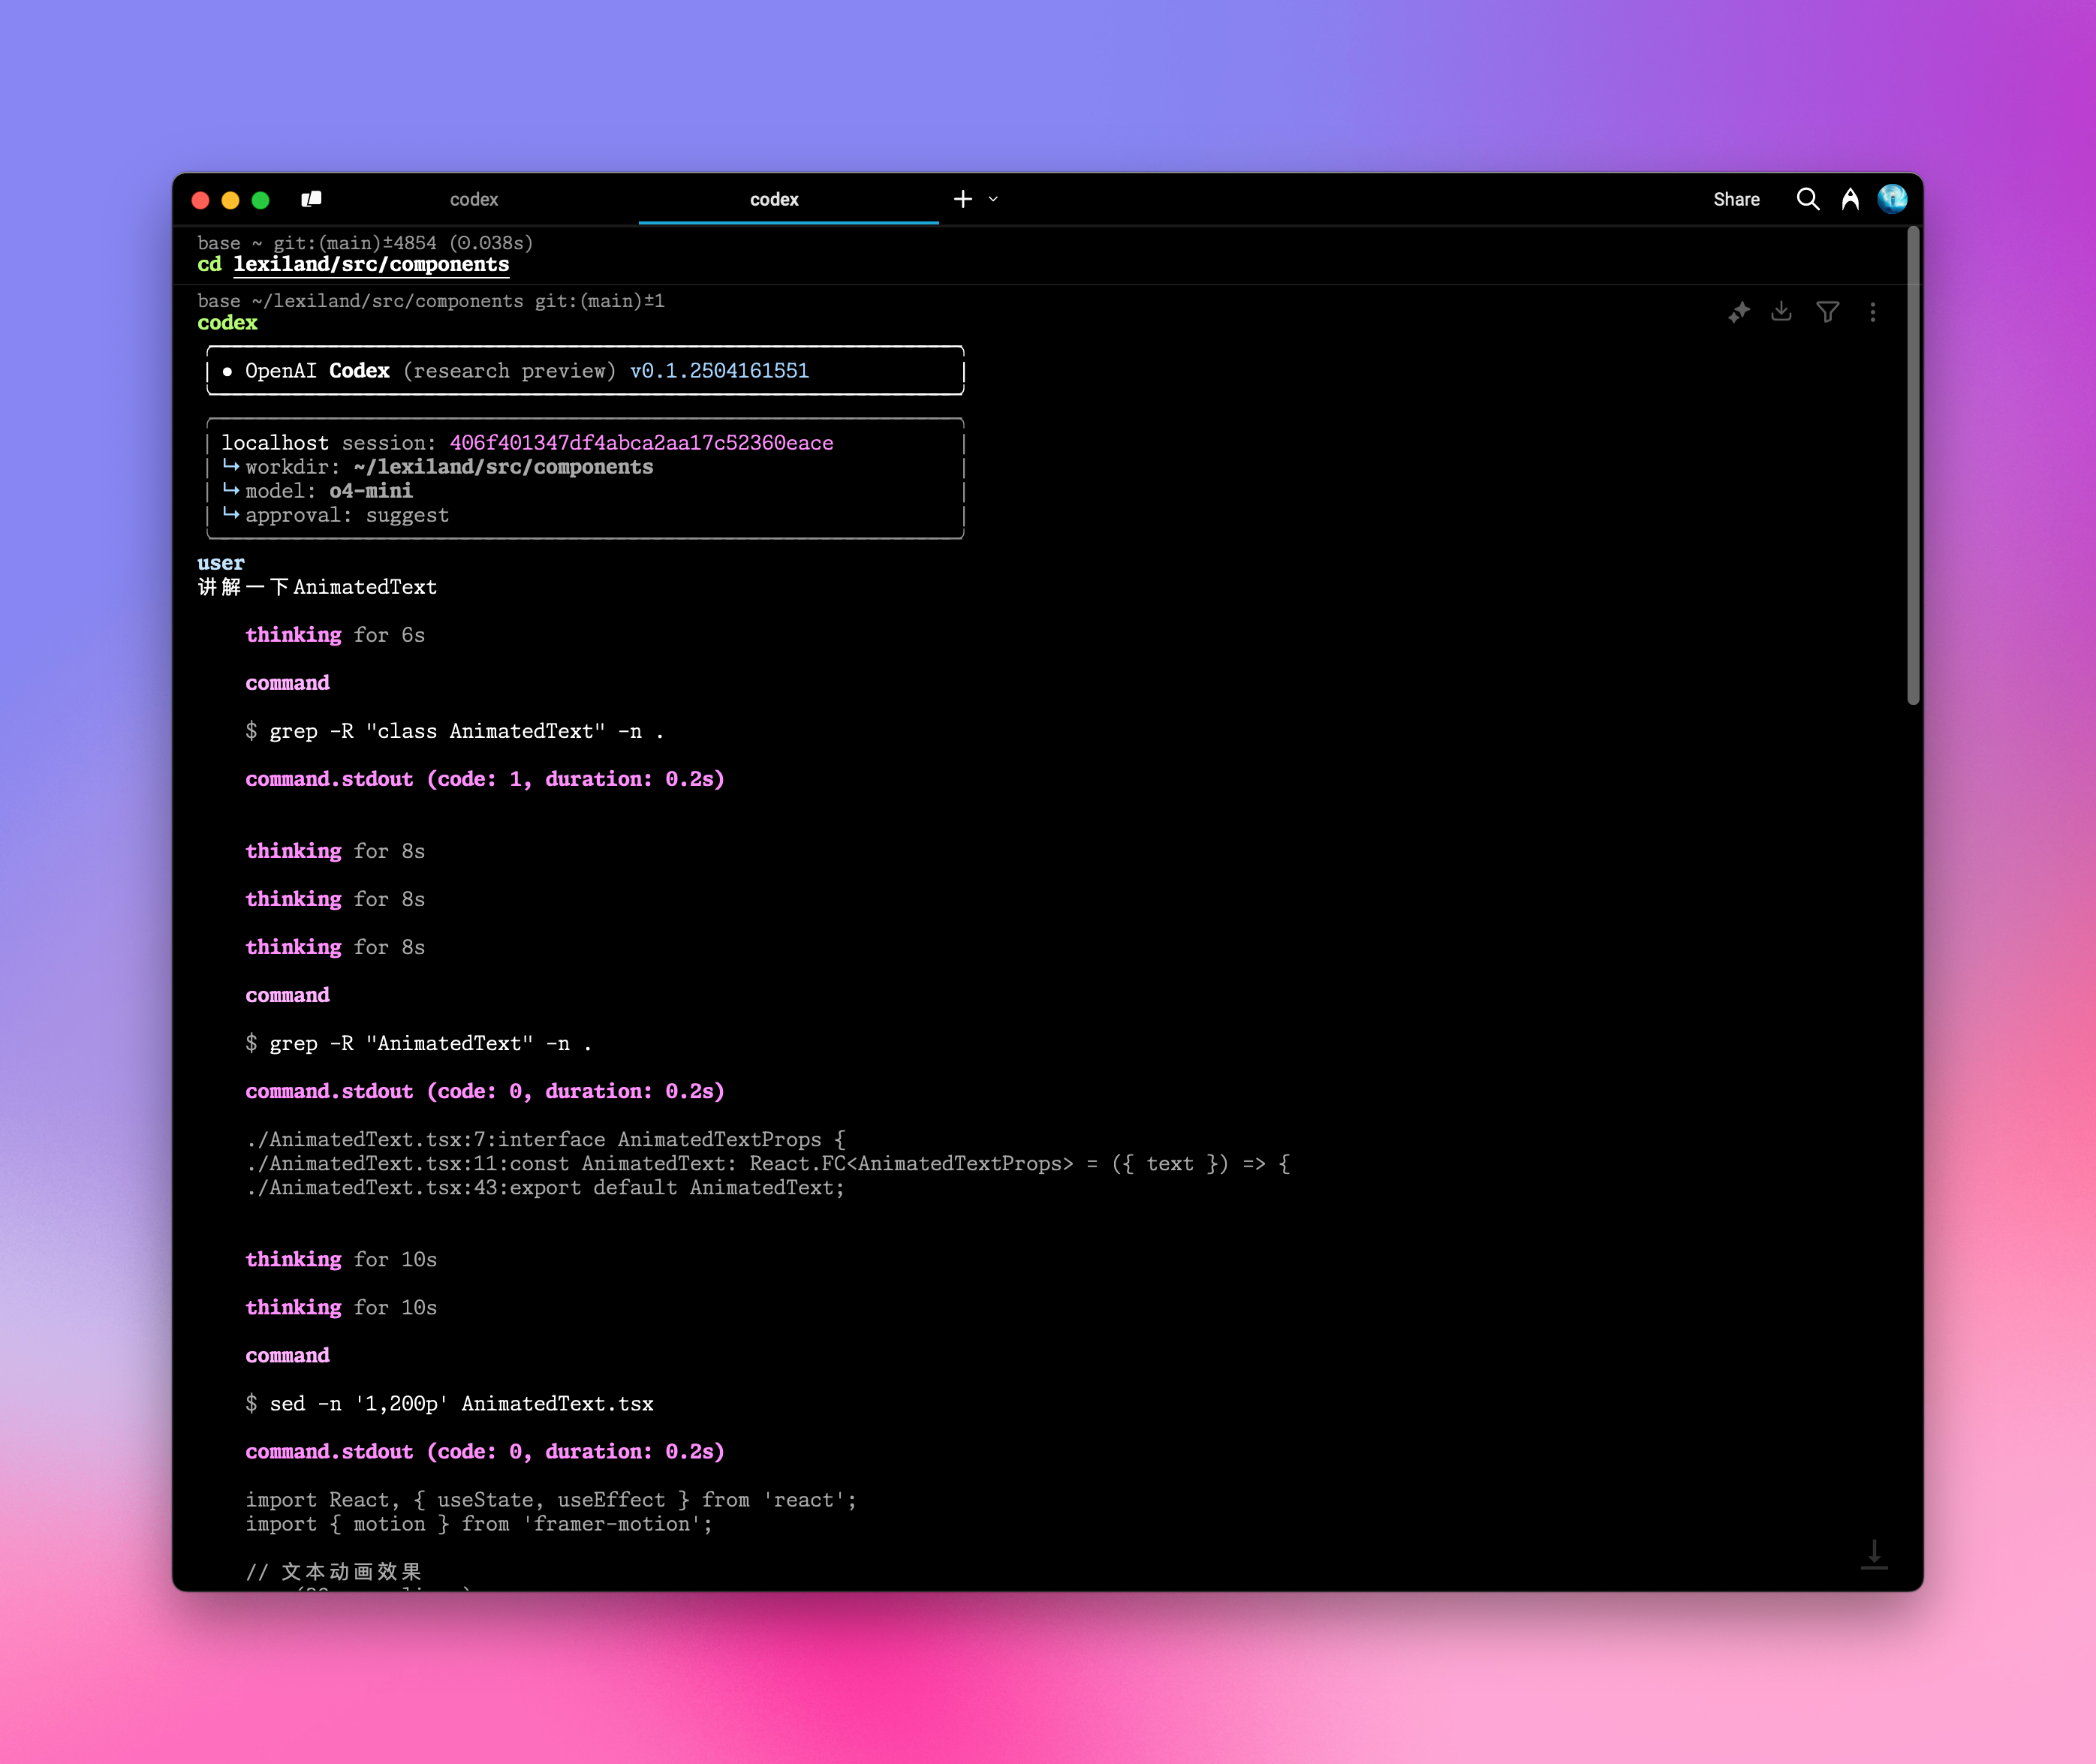 codex
codex
Share
base ~ git:(main)±4854 (0.038s)
cd lexiland/src/components
base ~/lexiland/src/components git:(main)±1
codex
● OpenAI Codex (research preview) v0.1.2504161551
localhost session: 406f401347df4abca2aa17c52360eace
↳ workdir: ~/lexiland/src/components
↳ model: o4-mini
↳ approval: suggest
user
讲解一下AnimatedText
thinking for 6s
command
$ grep -R "class AnimatedText" -n .
command.stdout (code: 1, duration: 0.2s)
thinking for 8s
thinking for 8s
thinking for 8s
command
$ grep -R "AnimatedText" -n .
command.stdout (code: 0, duration: 0.2s)
./AnimatedText.tsx:7:interface AnimatedTextProps {
./AnimatedText.tsx:11:const AnimatedText: React.FC<AnimatedTextProps> = ({ text }) => {
./AnimatedText.tsx:43:export default AnimatedText;
thinking for 10s
thinking for 10s
command
$ sed -n '1,200p' AnimatedText.tsx
command.stdout (code: 0, duration: 0.2s)
import React, { useState, useEffect } from 'react';
import { motion } from 'framer-motion';
// 文本动画效果